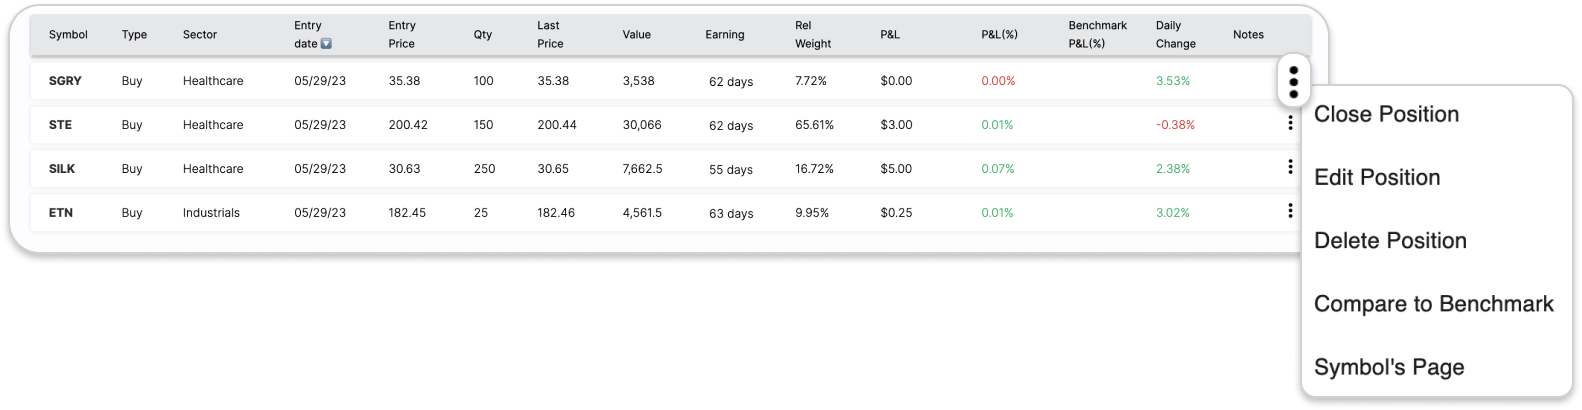 Symbol Type Sector Entry date Entry Price Qty Last Price Value Earning Rel Weight P&L P&L(%) Benchmark P&L(%) Daily Change Notes
SGRY Buy Healthcare 05/29/23 35.38 100 35.38 3,538 62 days 7.72% $0.00 0.00% 3.53%
STE Buy Healthcare 05/29/23 200.42 150 200.44 30,066 62 days 65.61% $3.00 0.01% -0.38%
SILK Buy Healthcare 05/29/23 30.63 250 30.65 7,662.5 55 days 16.72% $5.00 0.07% 2.38%
ETN Buy Industrials 05/29/23 182.45 25 182.46 4,561.5 63 days 9.95% $0.25 0.01% 3.02%
Close Position
Edit Position
Delete Position
Compare to Benchmark
Symbol's Page